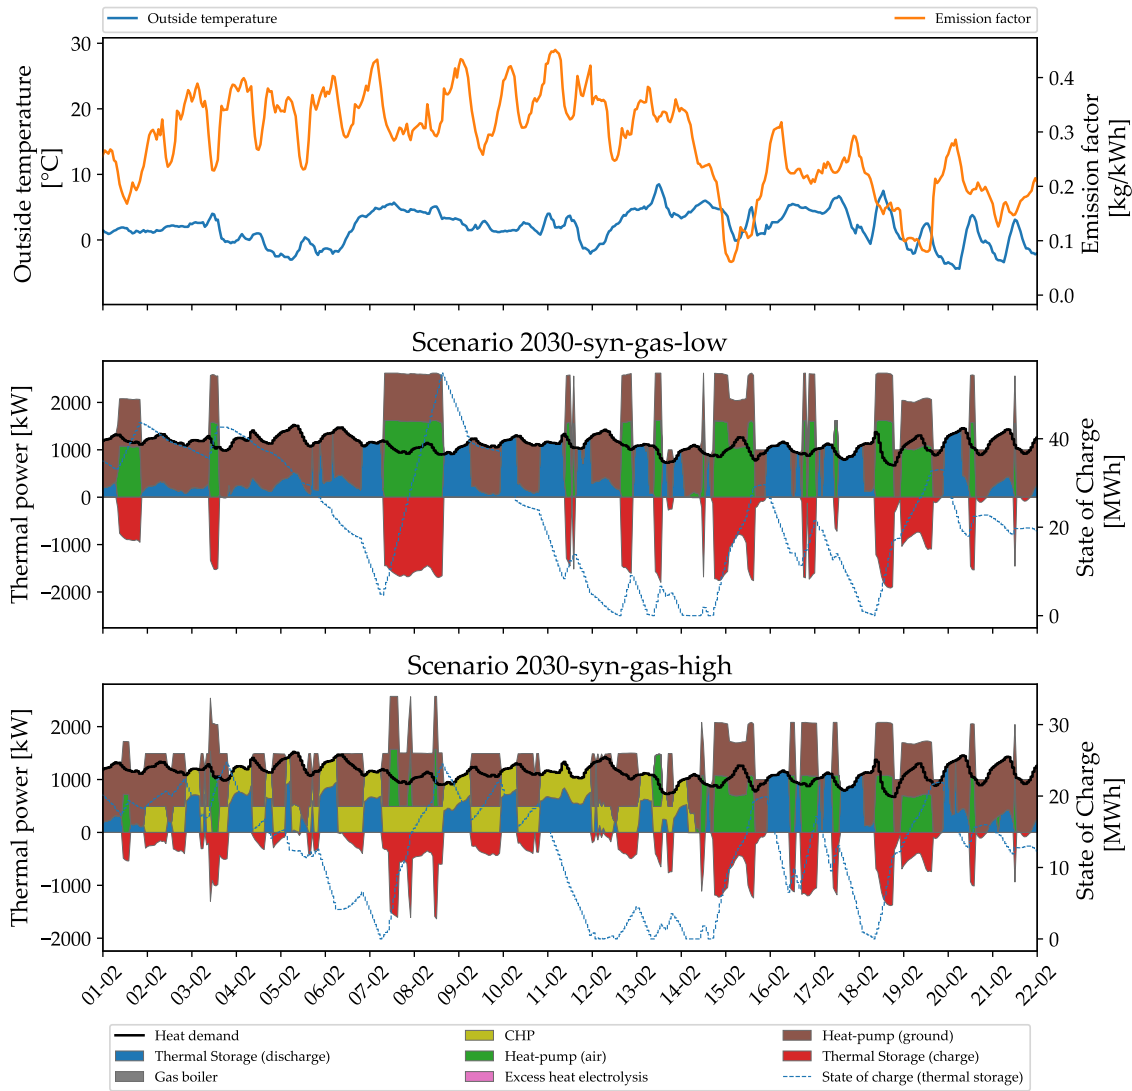 Outside temperature
Emission factor
Outside temperature
[°C]
30
20
10
0
Emission factor
[kg/kWh]
0.4
0.3
0.2
0.1
0.0
Scenario 2030-syn-gas-low
Thermal power [kW]
2000
1000
0
−1000
−2000
State of Charge
[MWh]
40
20
0
Scenario 2030-syn-gas-high
Thermal power [kW]
2000
1000
0
−1000
−2000
State of Charge
[MWh]
30
20
10
0
01-02
02-02
03-02
04-02
05-02
06-02
07-02
08-02
09-02
10-02
11-02
12-02
13-02
14-02
15-02
16-02
17-02
18-02
19-02
20-02
21-02
22-02
Heat demand
Thermal Storage (discharge)
Gas boiler
CHP
Heat-pump (air)
Excess heat electrolysis
Heat-pump (ground)
Thermal Storage (charge)
State of charge (thermal storage)